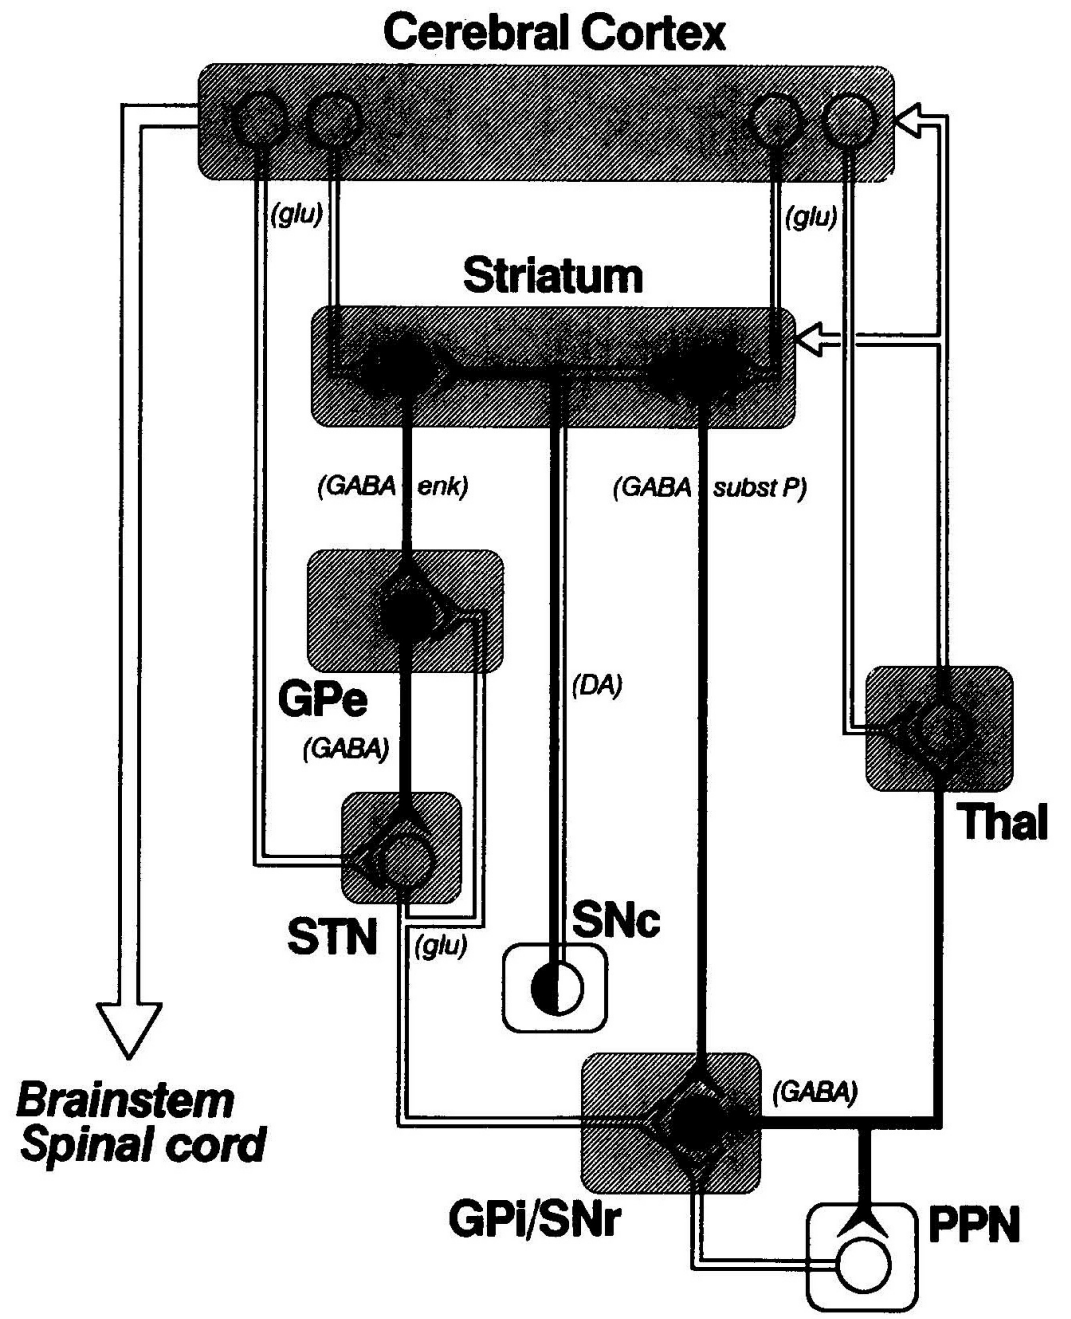 Cerebral Cortex
(glu)
(glu)
Striatum
(GABA enk)
(GABA subst P)
GPe
(DA)
(GABA)
Thal
SNc
STN
(glu)
Brainstem
Spinal cord
(GABA)
GPi/SNr
PPN